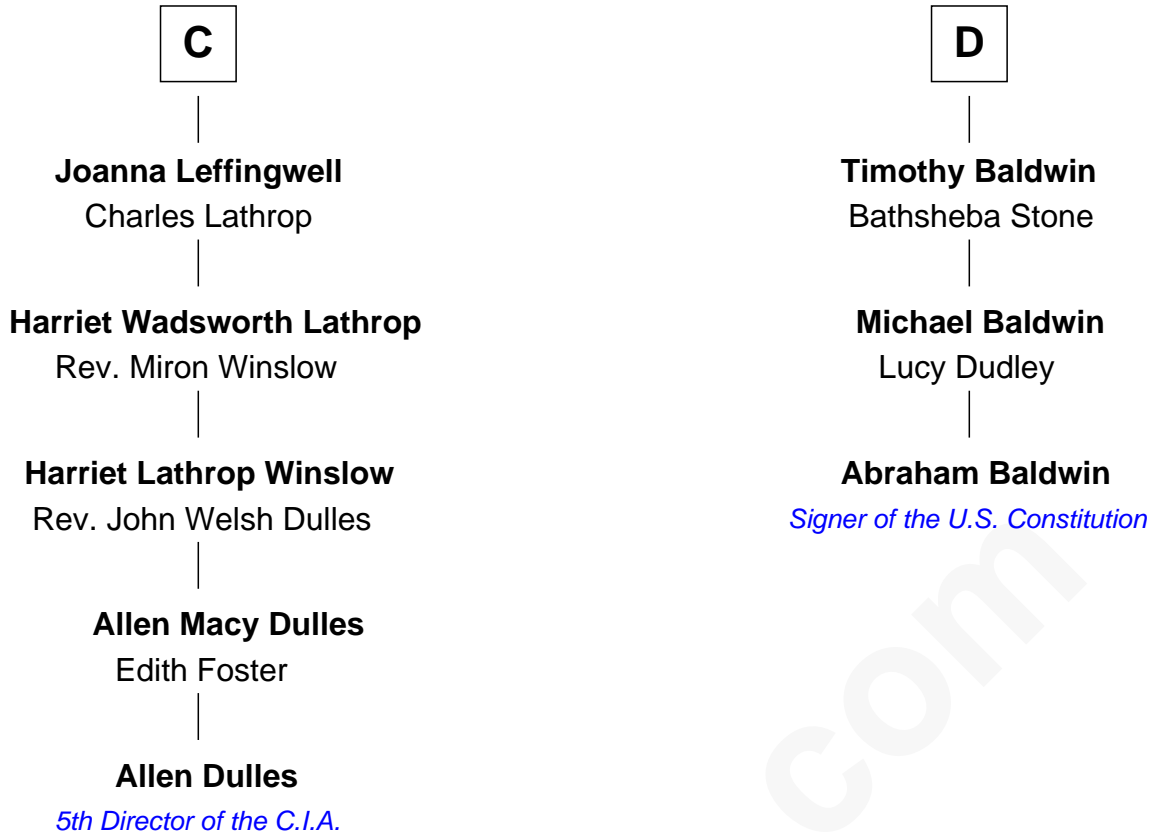 C
Joanna Leffingwell
Charles Lathrop
Harriet Wadsworth Lathrop
Rev. Miron Winslow
Harriet Lathrop Winslow
Rev. John Welsh Dulles
Allen Macy Dulles
Edith Foster
Allen Dulles
5th Director of the C.I.A.
D
Timothy Baldwin
Bathsheba Stone
Michael Baldwin
Lucy Dudley
Abraham Baldwin
Signer of the U.S. Constitution
com